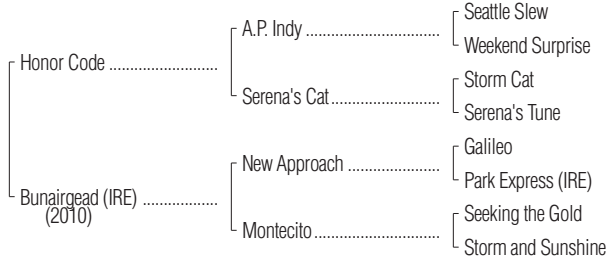 Seattle Slew
A.P. Indy ..............................
Weekend Surprise
Honor Code .........................
Storm Cat
Serena's Cat.........................
Serena's Tune
Galileo
New Approach .....................
Park Express (IRE)
Bunairgead (IRE) .................
(2010)
Seeking the Gold
Montecito.............................
Storm and Sunshine